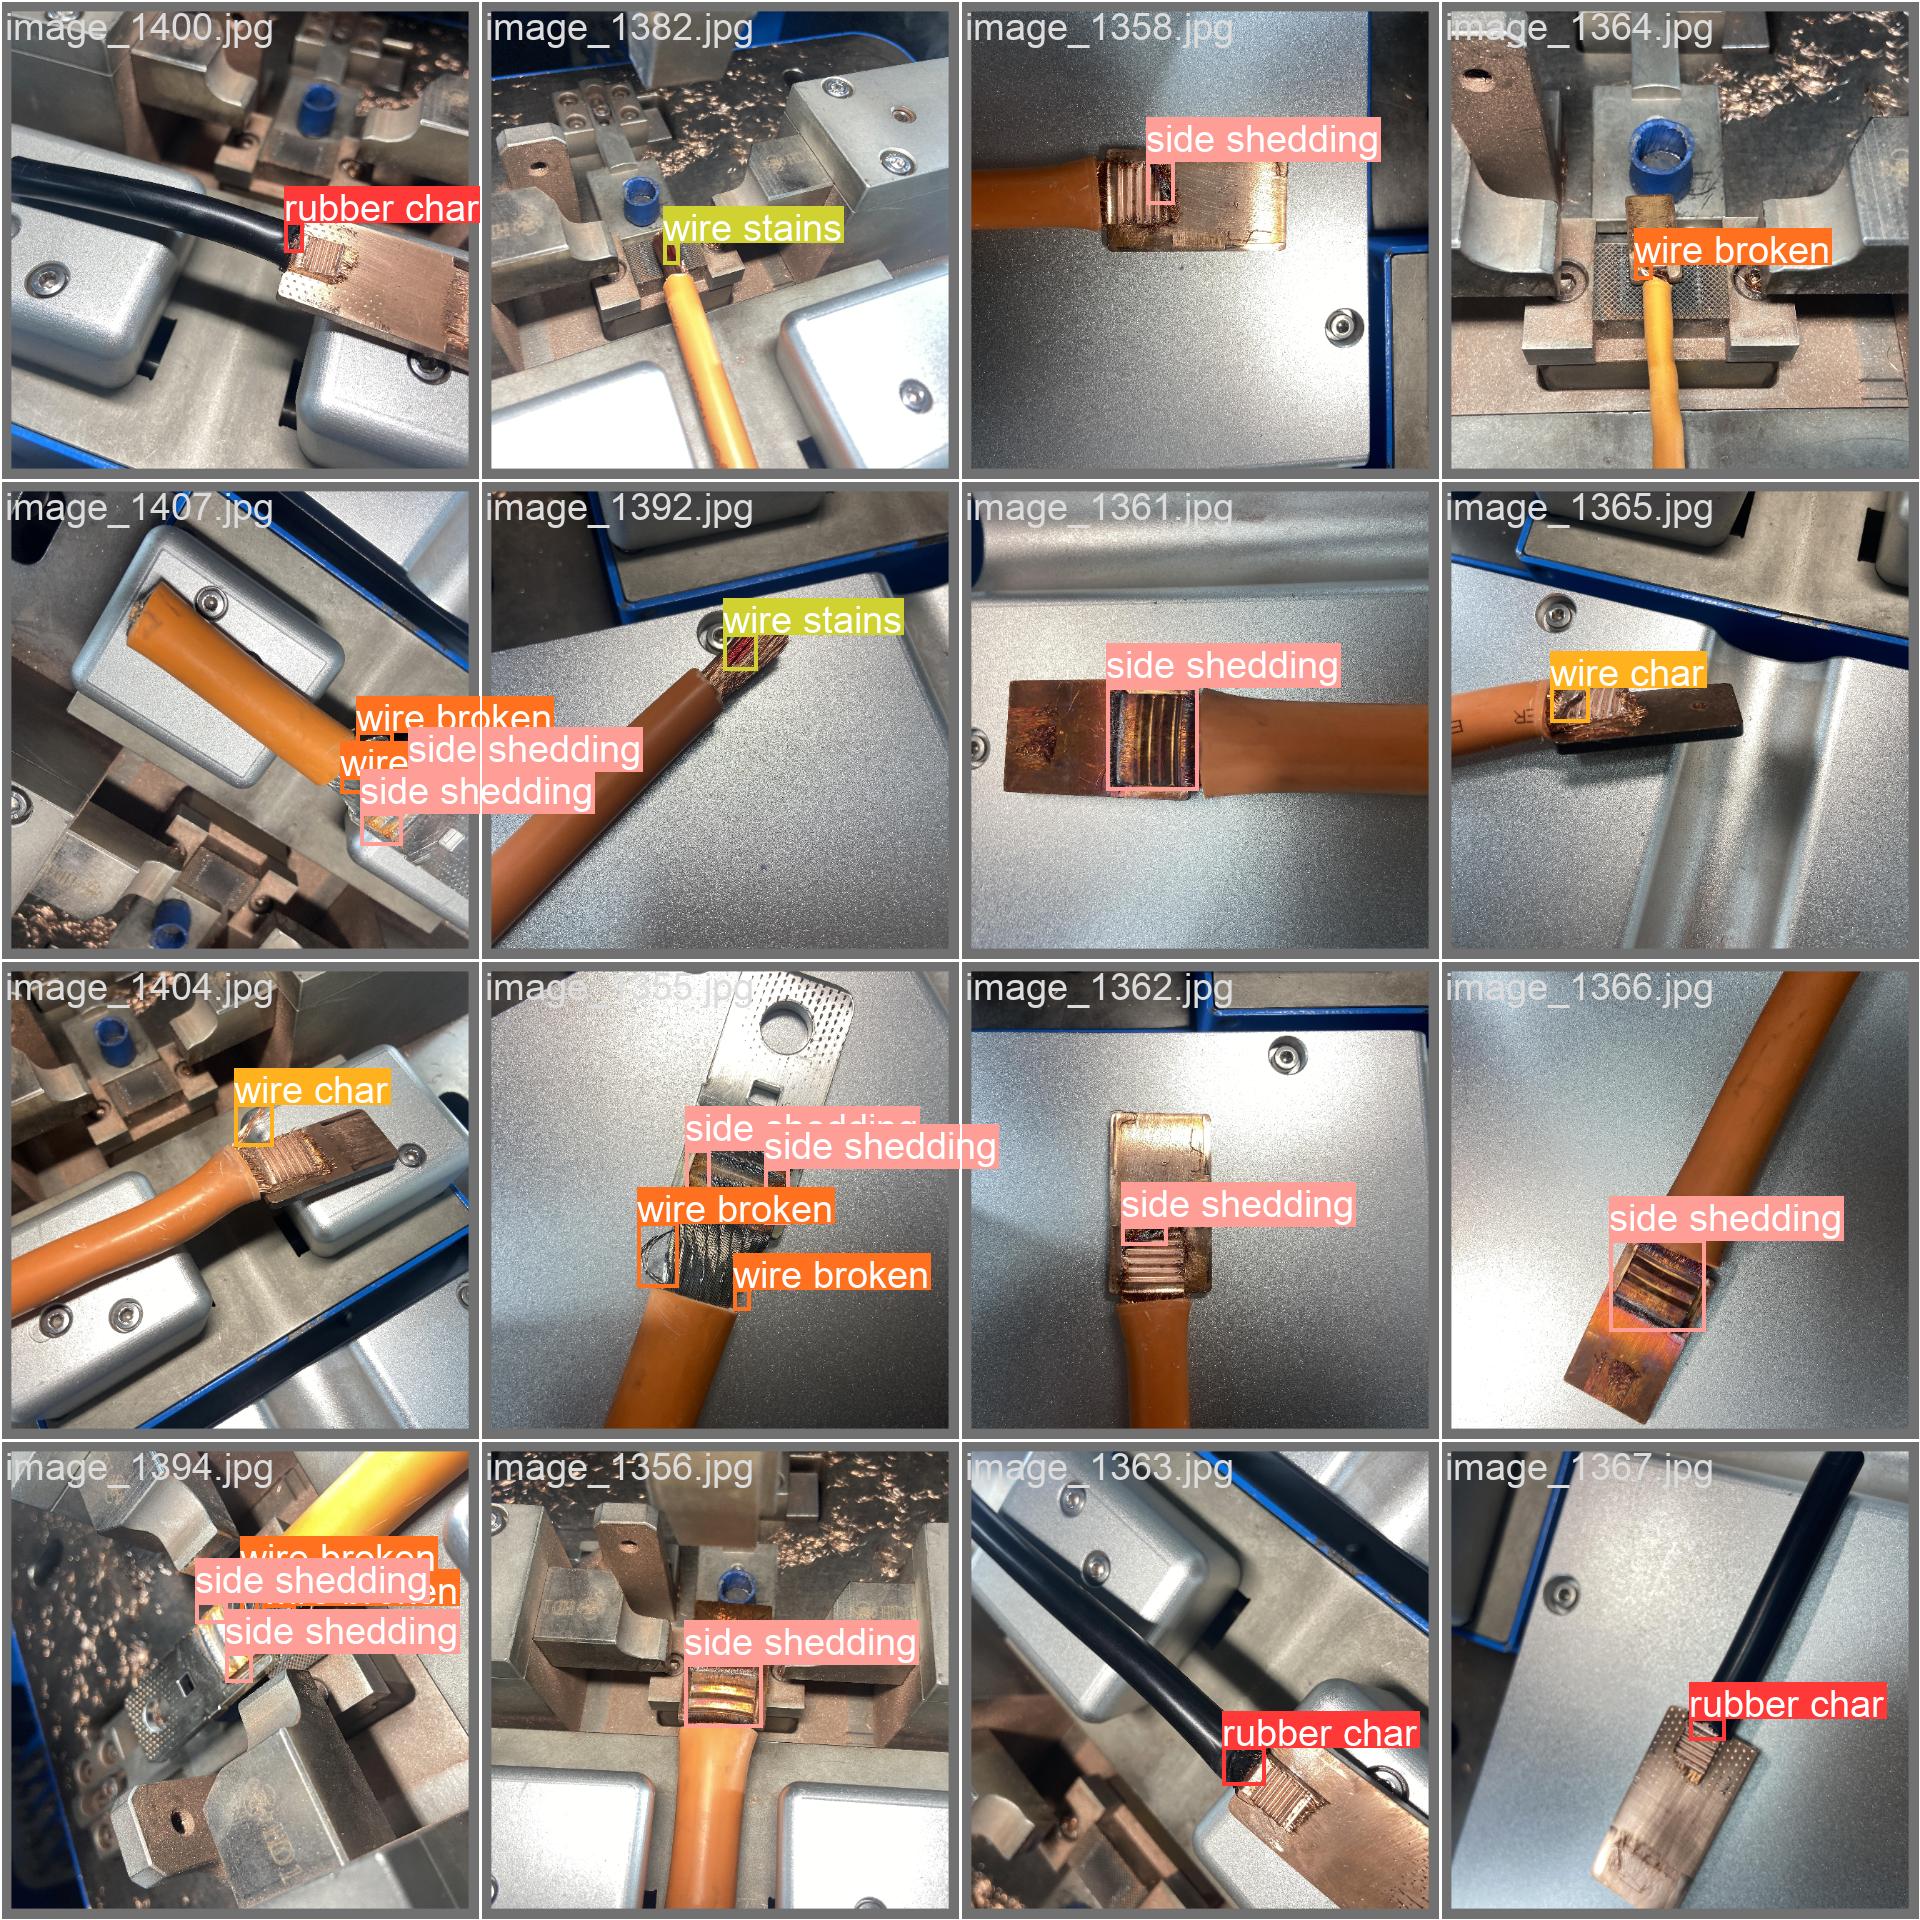 image_1400.jpg
rubber char
image_1382.jpg
wire stains
image_1358.jpg
side shedding
image_1364.jpg
wire broken
image_1407.jpg
wire broken
side shedding
wire
side shedding
image_1392.jpg
wire stains
image_1361.jpg
side shedding
image_1365.jpg
wire char
image_1404.jpg
wire char
image_1355.jpg
side shedding
side shedding
wire broken
wire broken
image_1362.jpg
side shedding
image_1366.jpg
side shedding
image_1394.jpg
wire broken
side shedding
en
side shedding
image_1356.jpg
side shedding
image_1363.jpg
rubber char
image_1367.jpg
rubber char